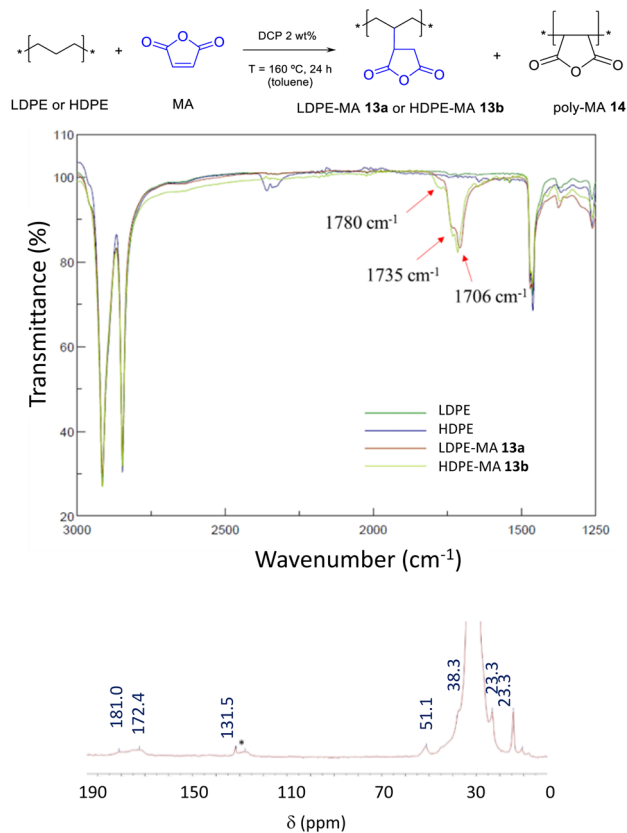 DCP 2 wt%
T = 160 ºC, 24 h
(toluene)
* * + O O O * * + * * O O O
LDPE or HDPE MA LDPE-MA 13a or HDPE-MA 13b poly-MA 14
110
100
80
60
40
20
Transmittance (%)
1780 cm-1
1735 cm-1
1706 cm-1
LDPE
HDPE
LDPE-MA 13a
HDPE-MA 13b
3000 2500 2000 1500 1250
Wavenumber (cm-1)
181.0
172.4
131.5
*
51.1
38.3
23.3
23.3
190 150 110 70 30 0
δ (ppm)